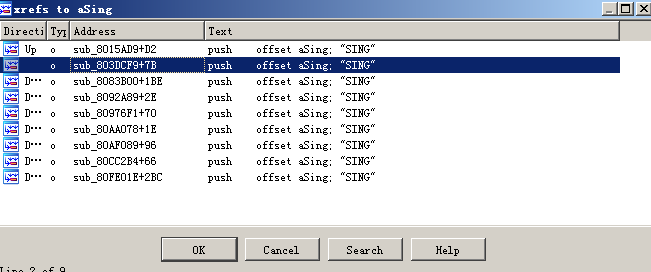 xrefs to aSing
Directi Typ Address Text
Up o sub_8015AD9+D2 push offset aSing; "SING"
o sub_803DCF9+7B push offset aSing; "SING"
D··· o sub_8083B00+1BE push offset aSing; "SING"
D··· o sub_8092A89+2E push offset aSing; "SING"
D··· o sub_80976F1+70 push offset aSing; "SING"
D··· o sub_80AA078+1E push offset aSing; "SING"
D··· o sub_80AF089+96 push offset aSing; "SING"
D··· o sub_80CC2B4+66 push offset aSing; "SING"
D··· o sub_80FE01E+2BC push offset aSing; "SING"
OK Cancel Search Help
Line 2 of 9